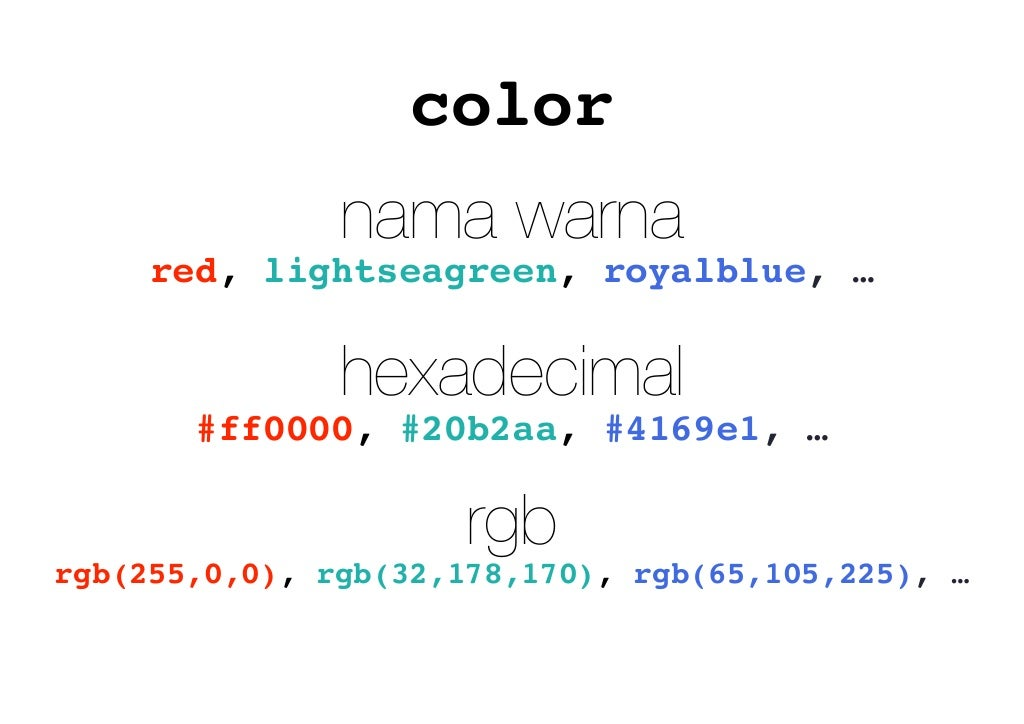 color
nama warna
red, lightseagreen, royalblue, …
hexadecimal
#ff0000, #20b2aa, #4169e1, …
rgb
rgb(255,0,0), rgb(32,178,170), rgb(65,105,225), …